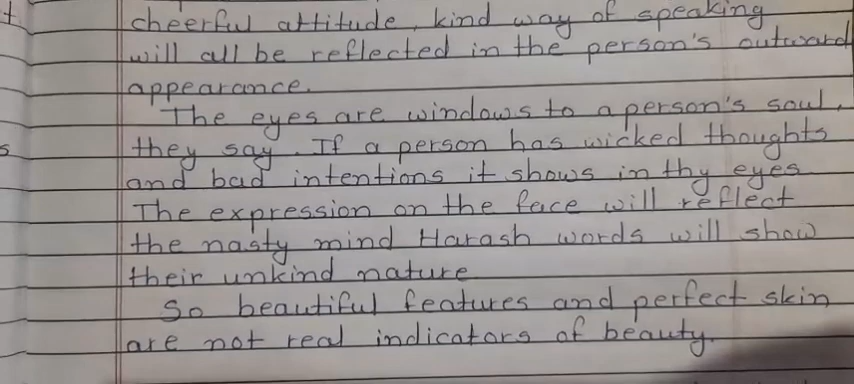 cheerful attitude, kind way of speaking
will all be reflected in the person's outward
appearance.
The eyes are windows to a person's soul,
they say. If a person has wicked thoughts
and bad intentions it shows in thy eyes
The expression on the face will reflect
the nasty mind Harash words will show
their unkind nature
So beautiful features and perfect skin
are not real indicators of beauty.